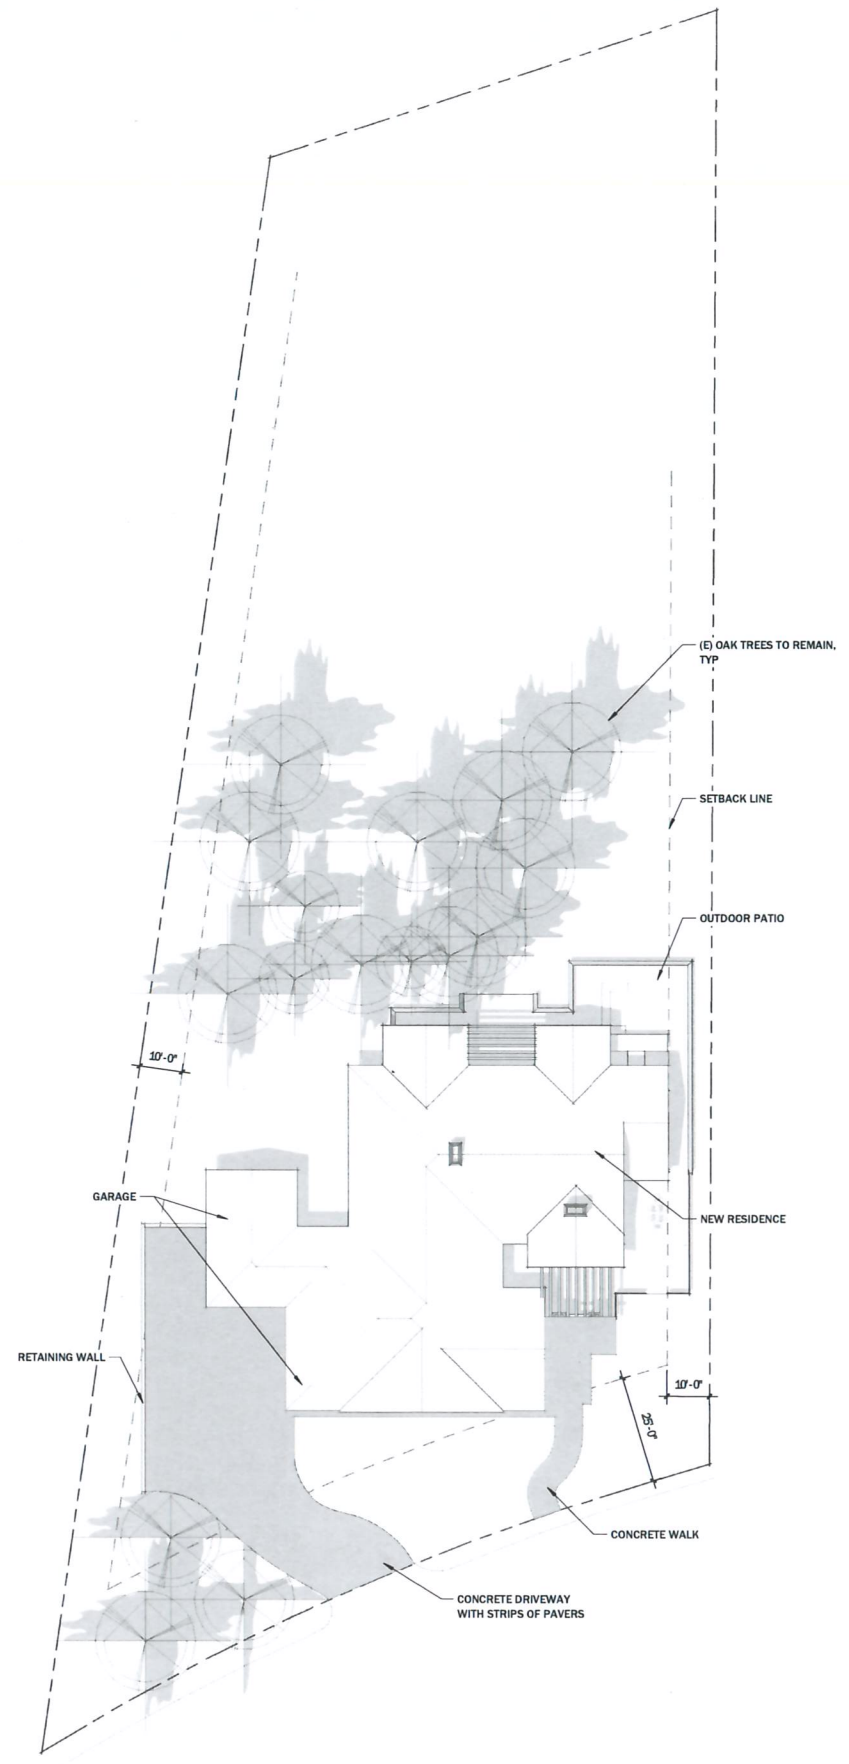 (E) OAK TREES TO REMAIN,
TYP
SETBACK LINE
OUTDOOR PATIO
10'-0"
GARAGE
NEW RESIDENCE
RETAINING WALL
10'-0"
25'-0"
CONCRETE WALK
CONCRETE DRIVEWAY
WITH STRIPS OF PAVERS